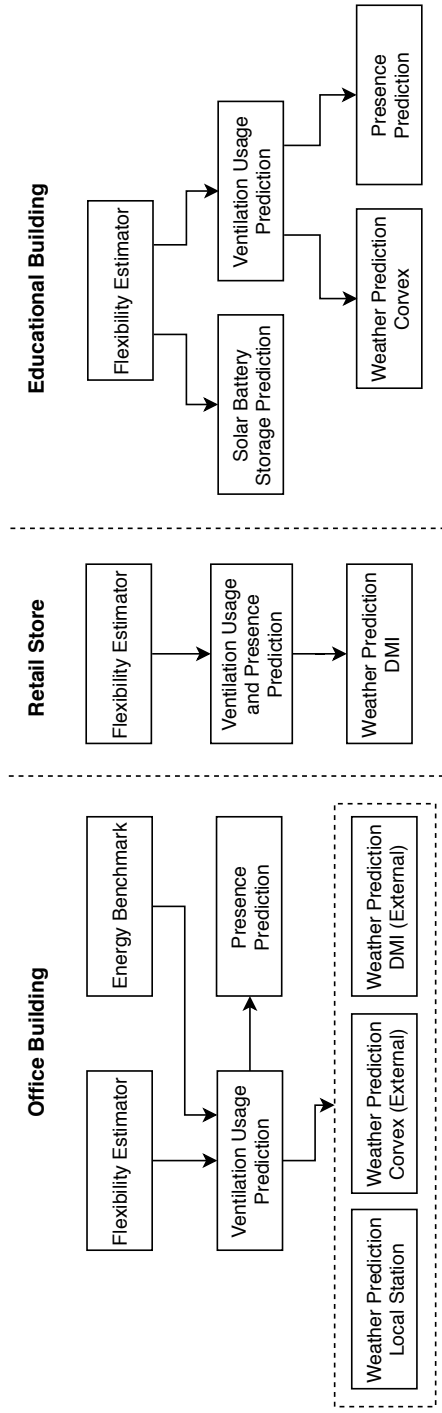 Office Building
Flexibility Estimator
Energy Benchmark
Ventilation Usage
Prediction
Presence
Prediction
Weather Prediction
Local Station
Weather Prediction
Corvex (External)
Weather Prediction
DMI (External)
Retail Store
Flexibility Estimator
Ventilation Usage
and Presence
Prediction
Weather Prediction
DMI
Educational Building
Flexibility Estimator
Solar Battery
Storage Prediction
Ventilation Usage
Prediction
Weather Prediction
Corvex
Presence
Prediction